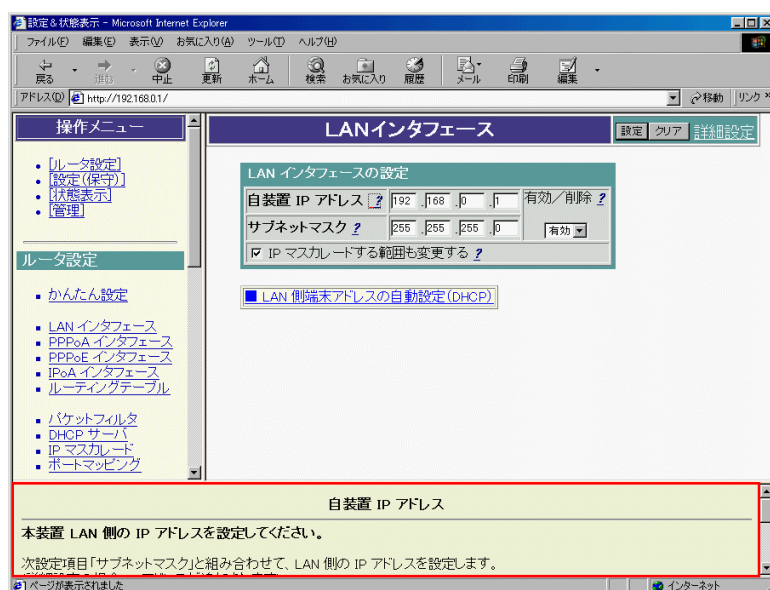 設定&状態表示 - Microsoft Internet Explorer
ファイル(F) 編集(E) 表示(V) お気に入り(A) ツール(T) ヘルプ(H)
戻る 進む 中止 更新 ホーム 検索 お気に入り 履歴 メール 印刷 編集
アドレス(D) http://192.168.0.1/ 移動 リンク »
操作メニュー
[ルータ設定]
[設定(保守)]
[状態表示]
[管理]
ルータ設定
かんたん設定
LAN インタフェース
PPPoA インタフェース
PPPoE インタフェース
IPoA インタフェース
ルーティングテーブル
パケットフィルタ
DHCP サーバ
IP マスカレード
ポートマッピング
LANインタフェース 設定 クリア 詳細設定
LAN インタフェースの設定
自装置 IP アドレス ? 192 .168 .0 .1 有効/削除 ?
サブネットマスク ? 255 .255 .255 .0 有効
IP マスカレードする範囲も変更する ?
■ LAN 側端末アドレスの自動設定(DHCP)
自装置 IP アドレス
本装置 LAN 側の IP アドレスを設定してください。
次設定項目「サブネットマスク」と組み合わせて、LAN 側の IP アドレスを設定します。
ページが表示されました インターネット